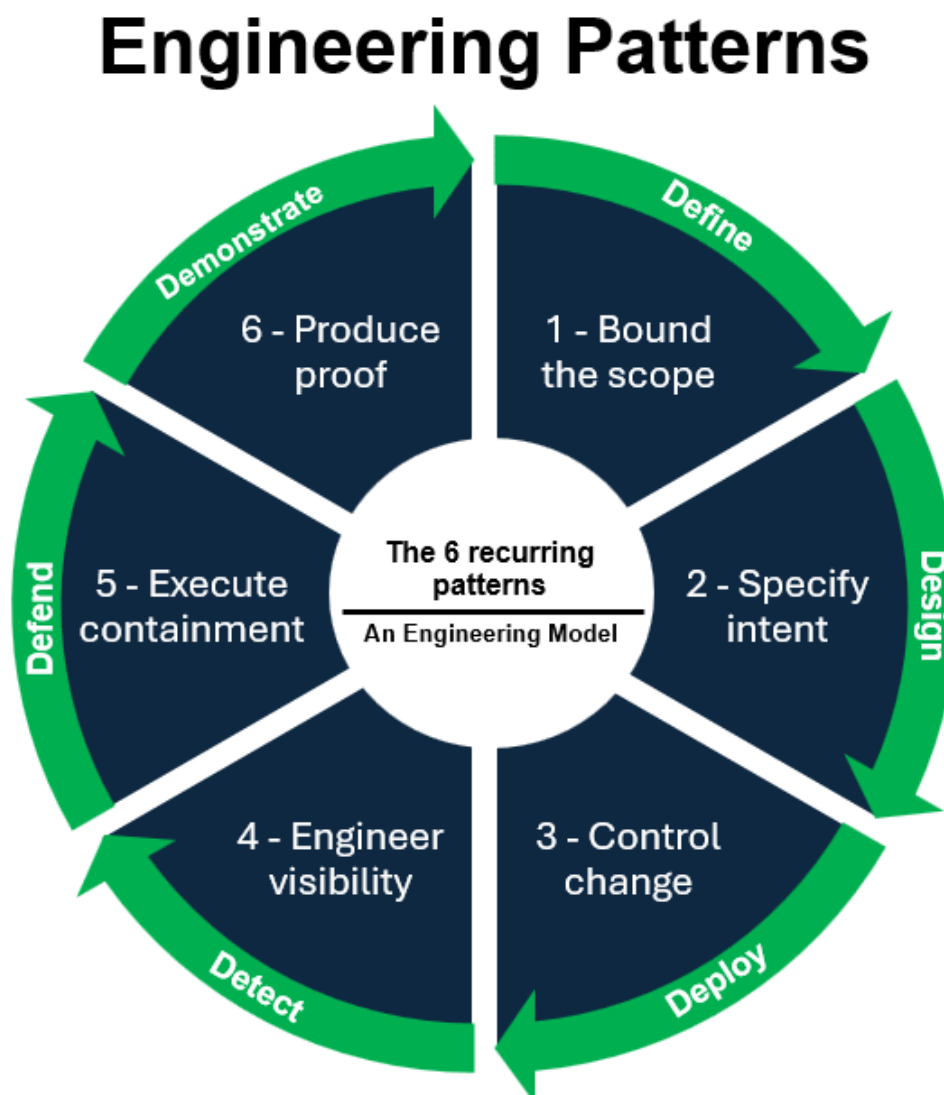 Engineering Patterns
Define
1 - Bound
the scope
Design
2 - Specify
intent
Deploy
3 - Control
change
Detect
4 - Engineer
visibility
Defend
5 - Execute
containment
Demonstrate
6 - Produce
proof
The 6 recurring
patterns
An Engineering Model